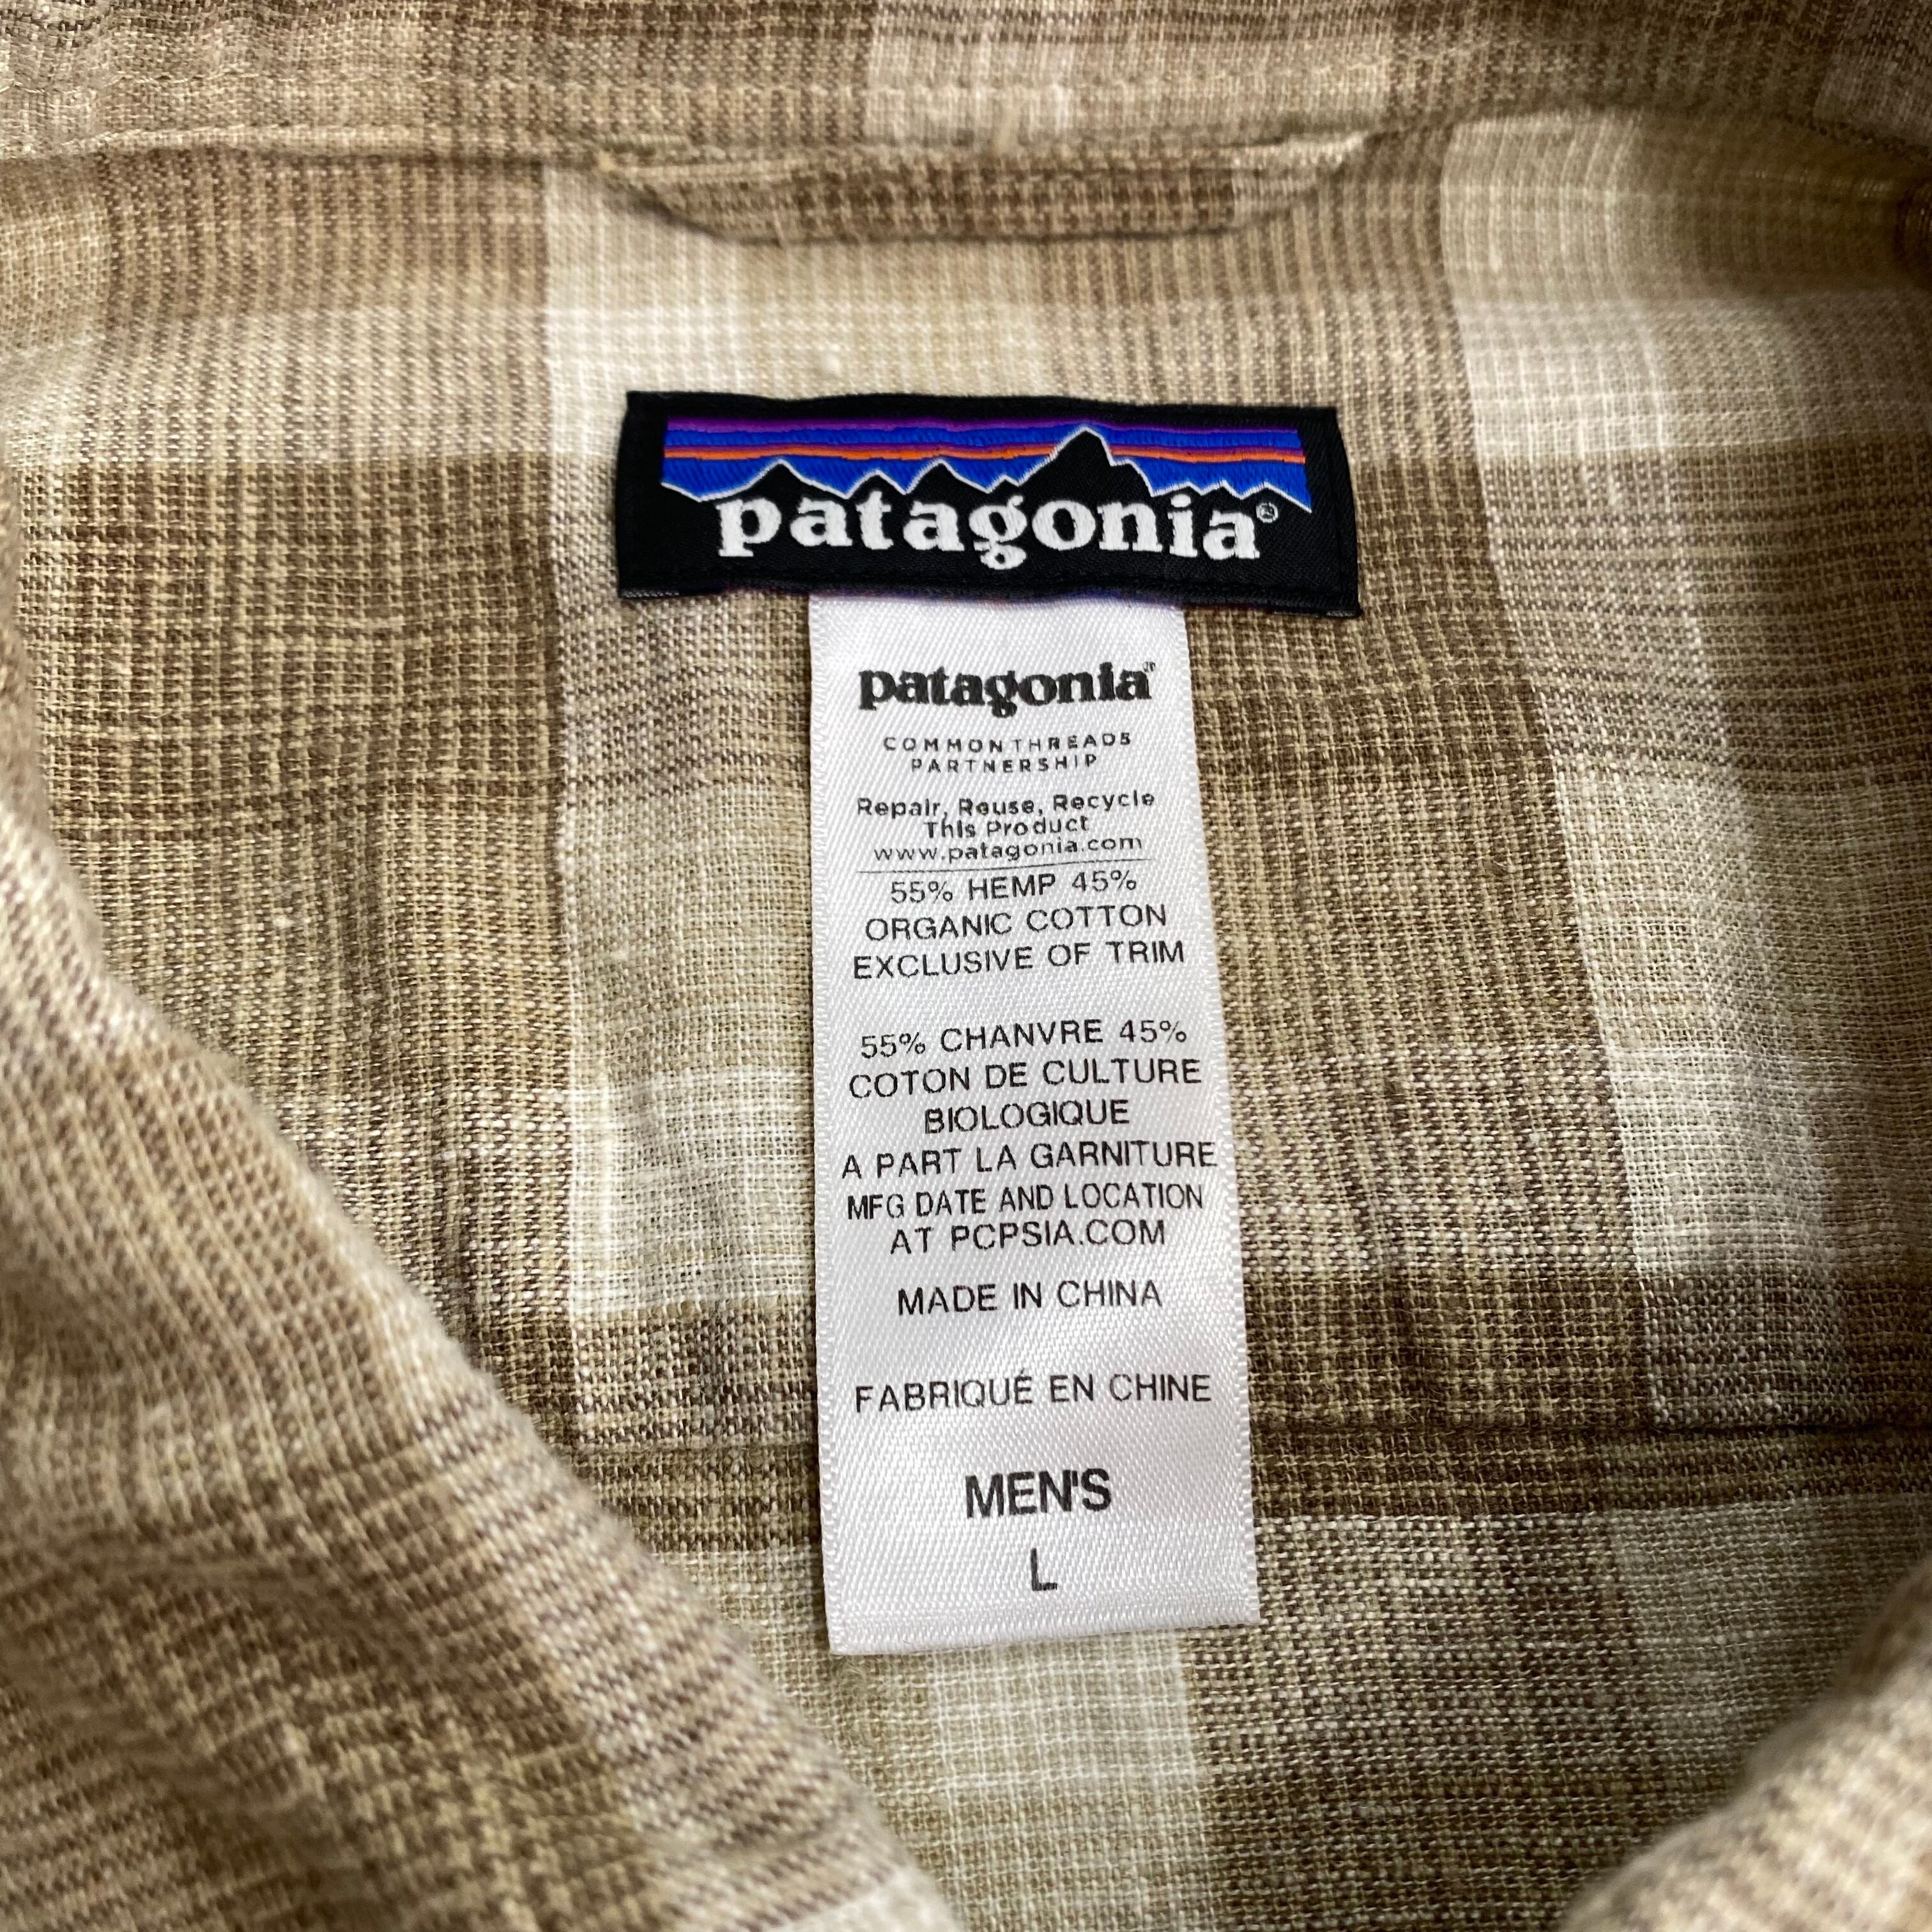 patagonia®
patagonia®
COMMON THREADS
PARTNERSHIP
Repair, Reuse, Recycle
This Product
www.patagonia.com
55% HEMP 45%
ORGANIC COTTON
EXCLUSIVE OF TRIM
55% CHANVRE 45%
COTON DE CULTURE
BIOLOGIQUE
A PART LA GARNITURE
MFG DATE AND LOCATION
AT PCPSIA.COM
MADE IN CHINA
FABRIQUÉ EN CHINE
MEN'S
L